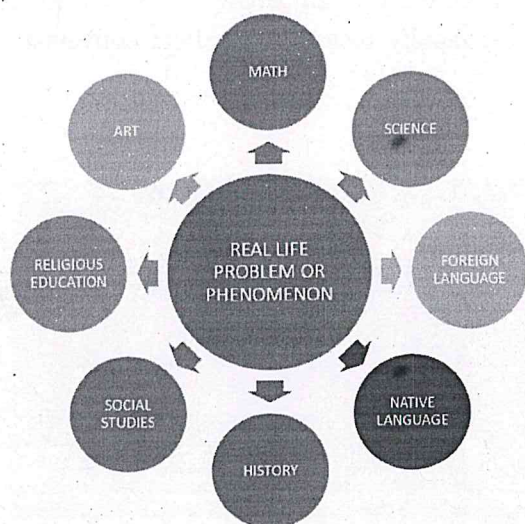 MATH
ART
SCIENCE
REAL LIFE
PROBLEM OR
PHENOMENON
RELIGIOUS
EDUCATION
FOREIGN
LANGUAGE
SOCIAL
STUDIES
NATIVE
LANGUAGE
HISTORY